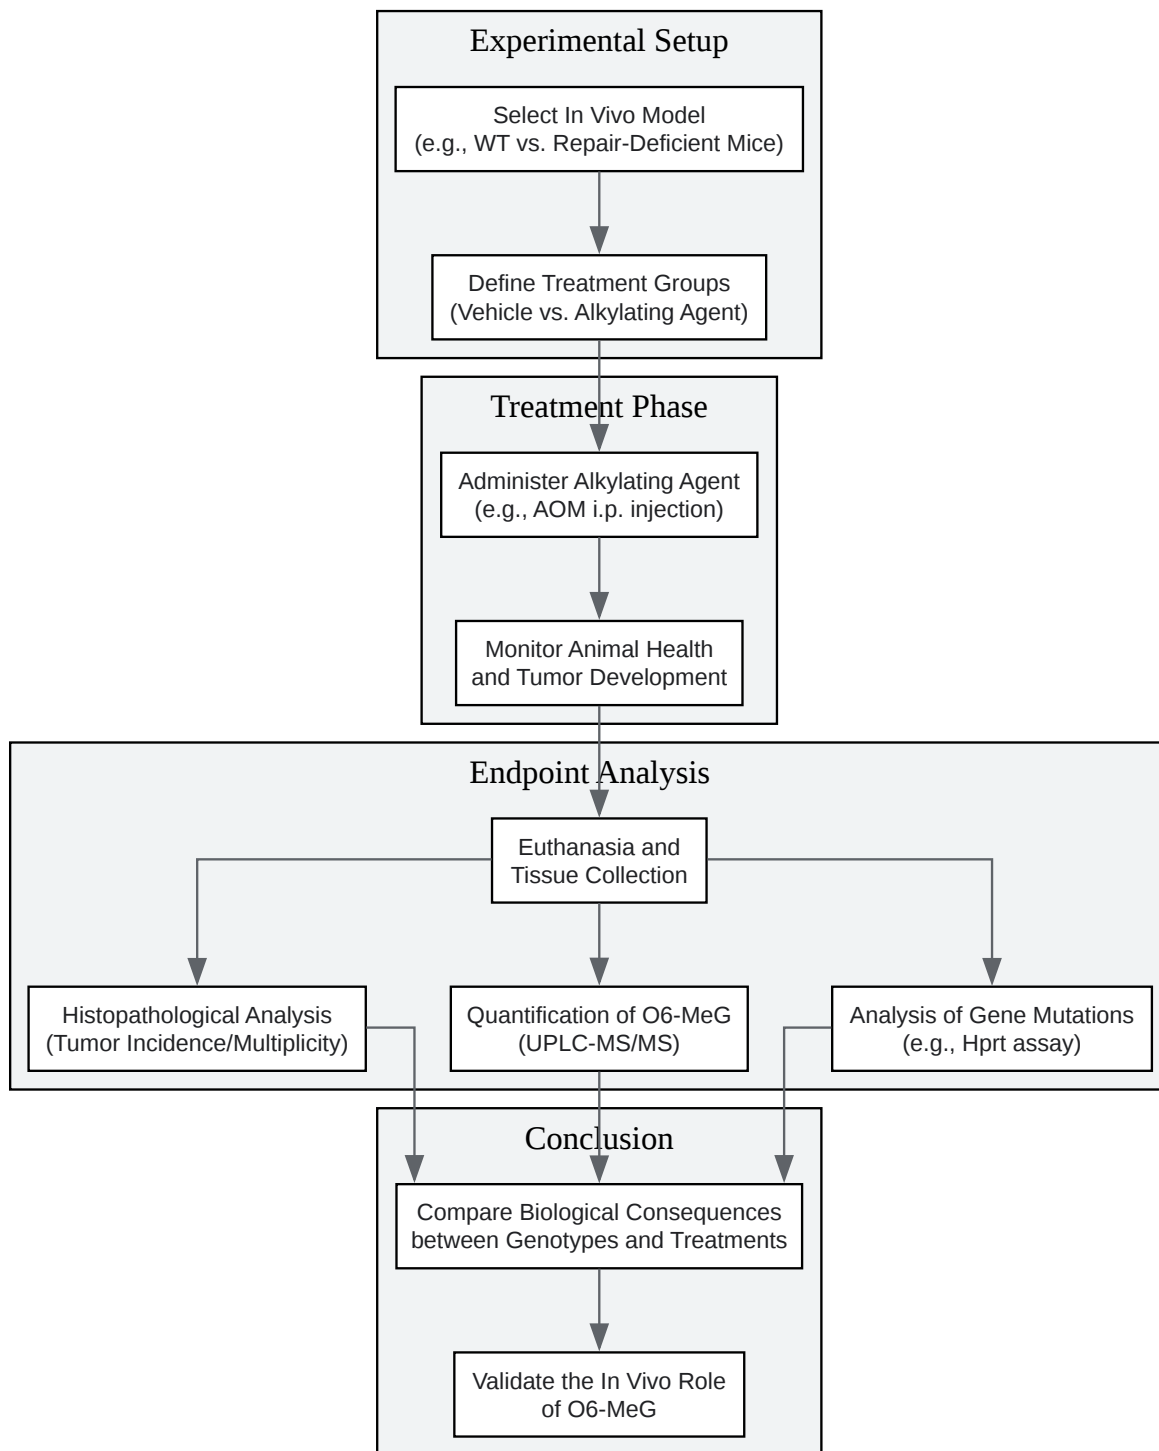 Experimental Setup
Select In Vivo Model
(e.g., WT vs. Repair-Deficient Mice)
Define Treatment Groups
(Vehicle vs. Alkylating Agent)
Treatment Phase
Administer Alkylating Agent
(e.g., AOM i.p. injection)
Monitor Animal Health
and Tumor Development
Endpoint Analysis
Euthanasia and
Tissue Collection
Histopathological Analysis
(Tumor Incidence/Multiplicity)
Quantification of O6-MeG
(UPLC-MS/MS)
Analysis of Gene Mutations
(e.g., Hprt assay)
Conclusion
Compare Biological Consequences
between Genotypes and Treatments
Validate the In Vivo Role
of O6-MeG